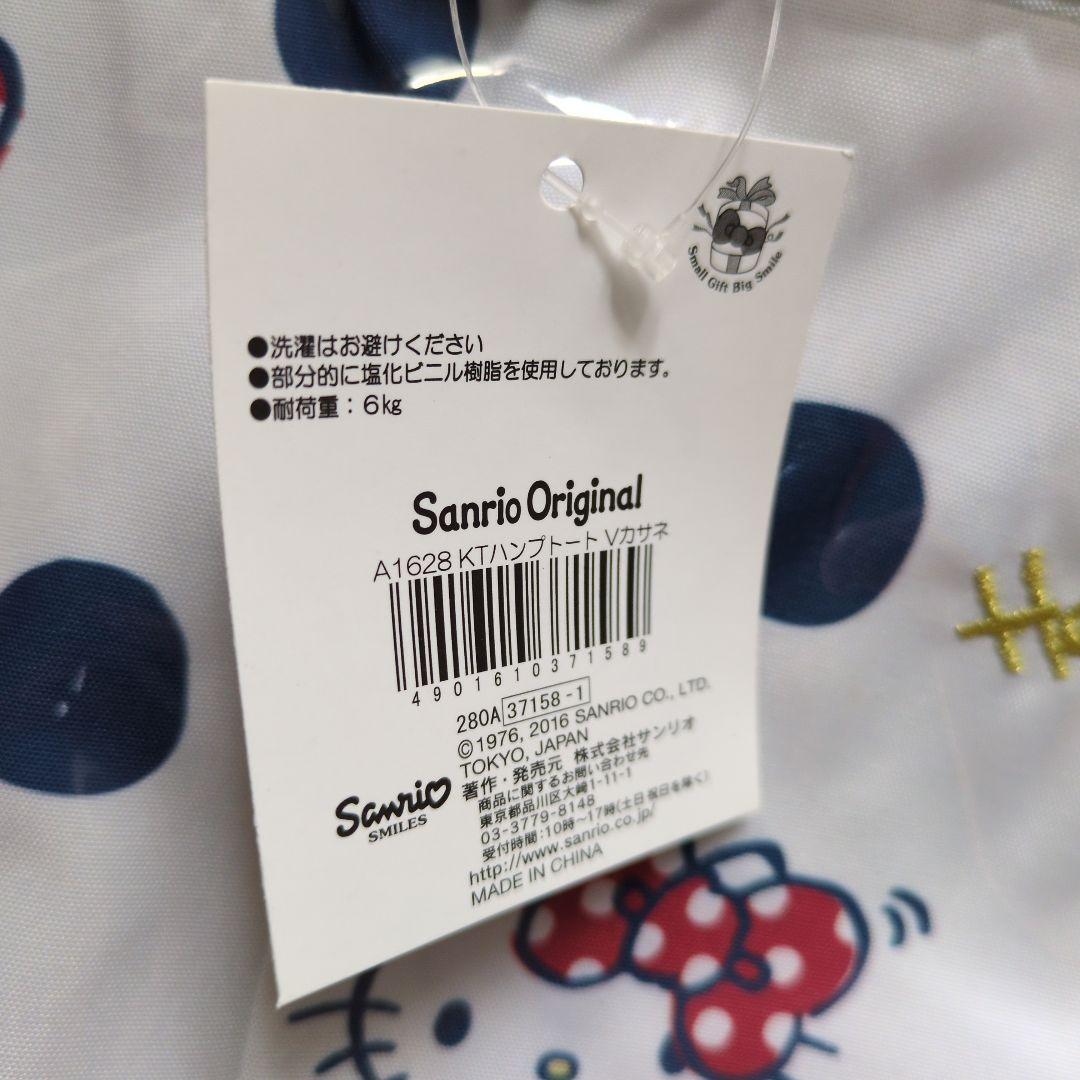 Small Gift Big Smile
●洗濯はお避けください
●部分的に塩化ビニル樹脂を使用しております。
●耐荷重：6㎏
Sanrio Original
A1628 KTハンプトート Vカサネ
4901610371589
280A 37158-1
©1976, 2016 SANRIO CO., LTD.
TOKYO, JAPAN
著作・発売元 株式会社サンリオ
商品に関するお問い合わせ先
東京都品川区大崎1-11-1
03-3779-8148
受付時間:10時～17時(土日 祝日を除く)
http://www.sanrio.co.jp/
MADE IN CHINA
Sanrio
SMILES